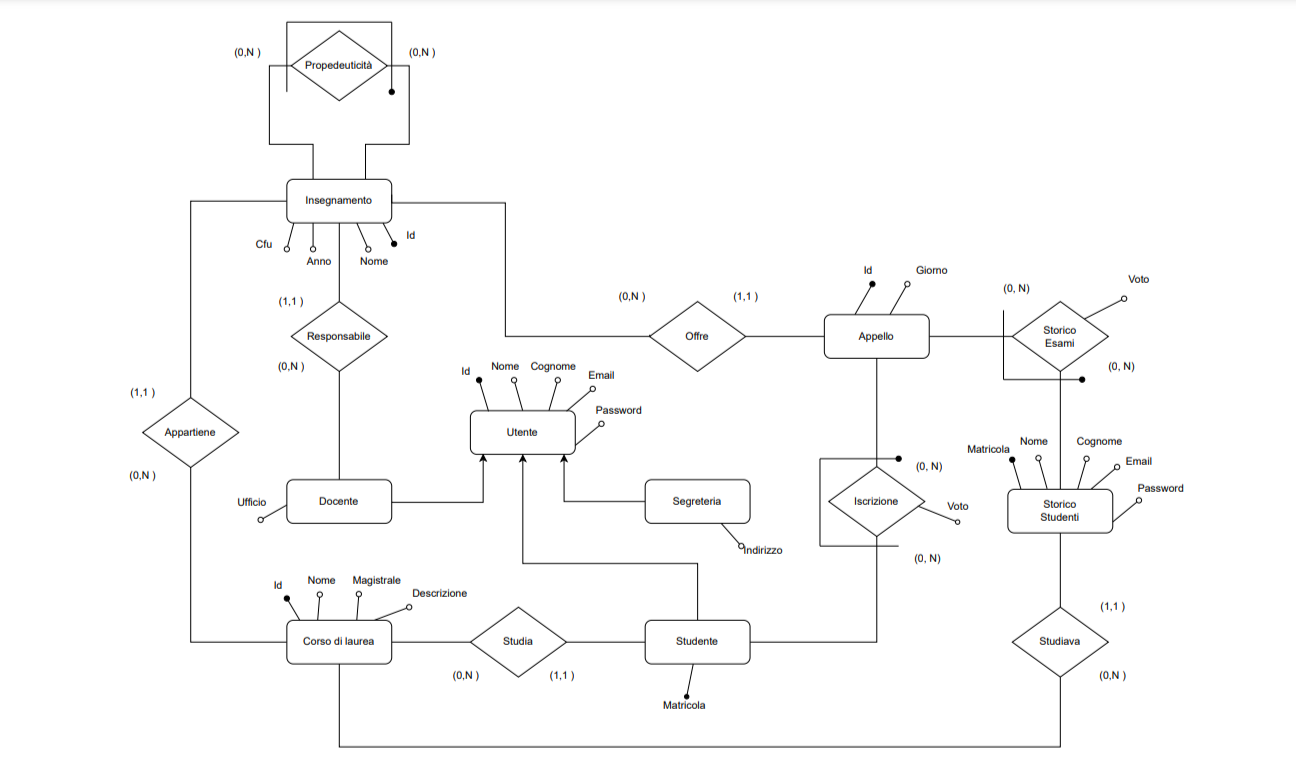 (0,N )
(0,N )
Propedeuticità
Insegnamento
Cfu
Anno
Nome
Id
(1,1 )
Responsabile
(0,N )
(0,N )
(1,1 )
Offre
Id
Giorno
Appello
(0, N)
Voto
Storico
Esami
(0, N)
Id
Nome
Cognome
Email
Password
Utente
(1,1 )
Appartiene
(0,N )
Ufficio
Docente
Segreteria
Indirizzo
(0, N)
Iscrizione
Voto
(0, N)
Matricola
Nome
Cognome
Email
Password
Storico
Studenti
Id
Nome
Magistrale
Descrizione
Corso di laurea
Studia
(0,N )
(1,1 )
Studente
Matricola
(1,1 )
Studiava
(0,N )